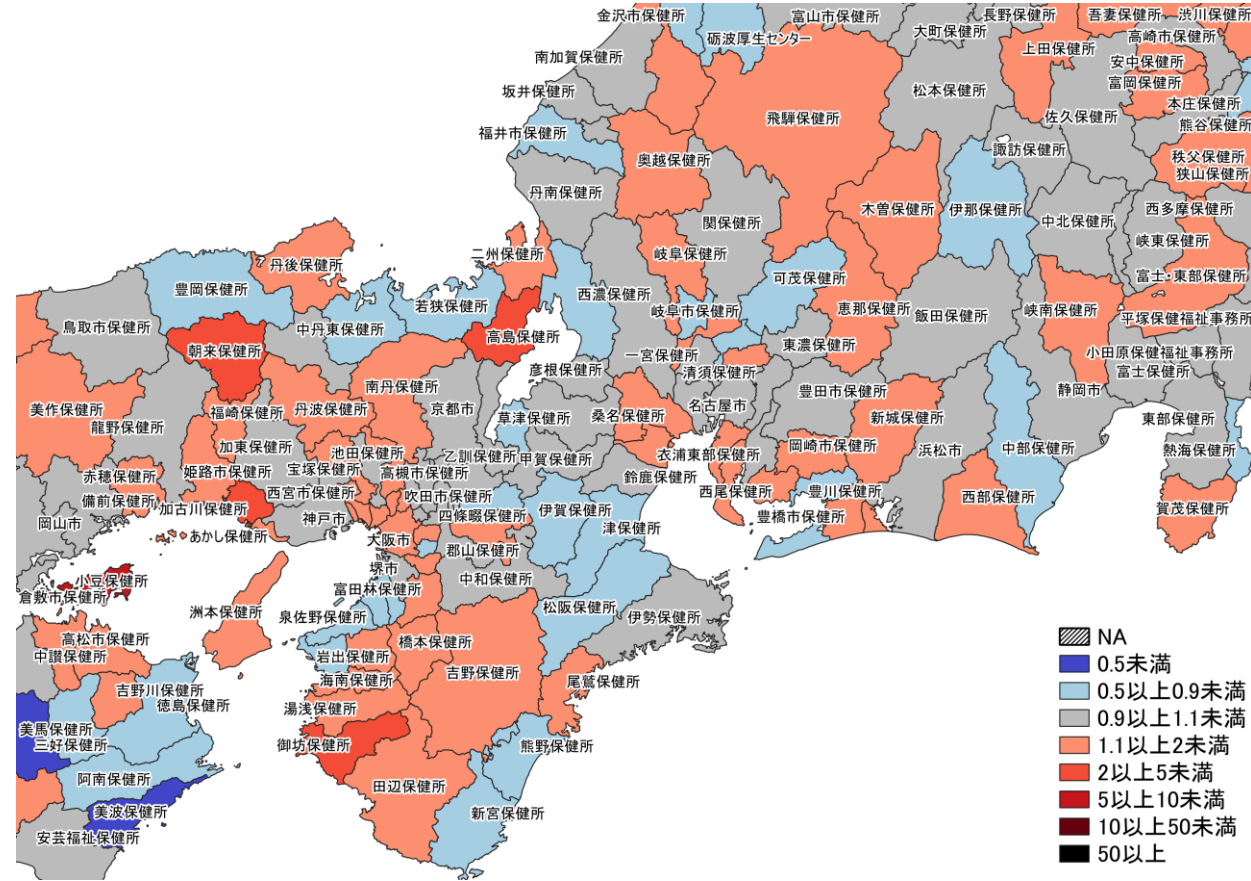 金沢市保健所
砺波厚生センター
富山市保健所
大町保健所
長野保健所
吾妻保健所
渋川保健所
南加賀保健所
上田保健所
高崎市保健所
安中保健所
富岡保健所
坂井保健所
松本保健所
本庄保健所
飛騨保健所
佐久保健所
熊谷保健所
福井市保健所
奥越保健所
諏訪保健所
秩父保健所
狭山保健所
丹南保健所
関保健所
木曽保健所
伊那保健所
中北保健所
西多摩保健所
峡東保健所
二州保健所
岐阜保健所
丹後保健所
可茂保健所
富士・東部保健所
豊岡保健所
若狭保健所
西濃保健所
岐阜市保健所
恵那保健所
飯田保健所
峡南保健所
平塚保健福祉事務所
鳥取市保健所
中丹東保健所
高島保健所
東濃保健所
朝来保健所
一宮保健所
小田原保健福祉事務所
彦根保健所
清須保健所
富士保健所
南丹保健所
豊田市保健所
静岡市
美作保健所
福崎保健所
丹波保健所
京都市
草津保健所
桑名保健所
名古屋市
新城保健所
東部保健所
龍野保健所
加東保健所
池田保健所
乙訓保健所
甲賀保健所
衣浦東部保健所
岡崎市保健所
浜松市
中部保健所
熱海保健所
赤穂保健所
姫路市保健所
宝塚保健所
高槻市保健所
鈴鹿保健所
備前保健所
加古川保健所
西宮市保健所
吹田市保健所
伊賀保健所
西尾保健所
豊川保健所
西部保健所
賀茂保健所
岡山市
神戸市
四條畷保健所
津保健所
豊橋市保健所
あかし保健所
大阪市
郡山保健所
堺市
中和保健所
小豆保健所
倉敷市保健所
洲本保健所
富田林保健所
松阪保健所
泉佐野保健所
伊勢保健所
高松市保健所
中讃保健所
橋本保健所
岩出保健所
吉野保健所
海南保健所
尾鷲保健所
吉野川保健所
徳島保健所
湯浅保健所
美馬保健所
三好保健所
御坊保健所
熊野保健所
阿南保健所
田辺保健所
美波保健所
新宮保健所
安芸福祉保健所
NA
0.5未満
0.5以上0.9未満
0.9以上1.1未満
1.1以上2未満
2以上5未満
5以上10未満
10以上50未満
50以上